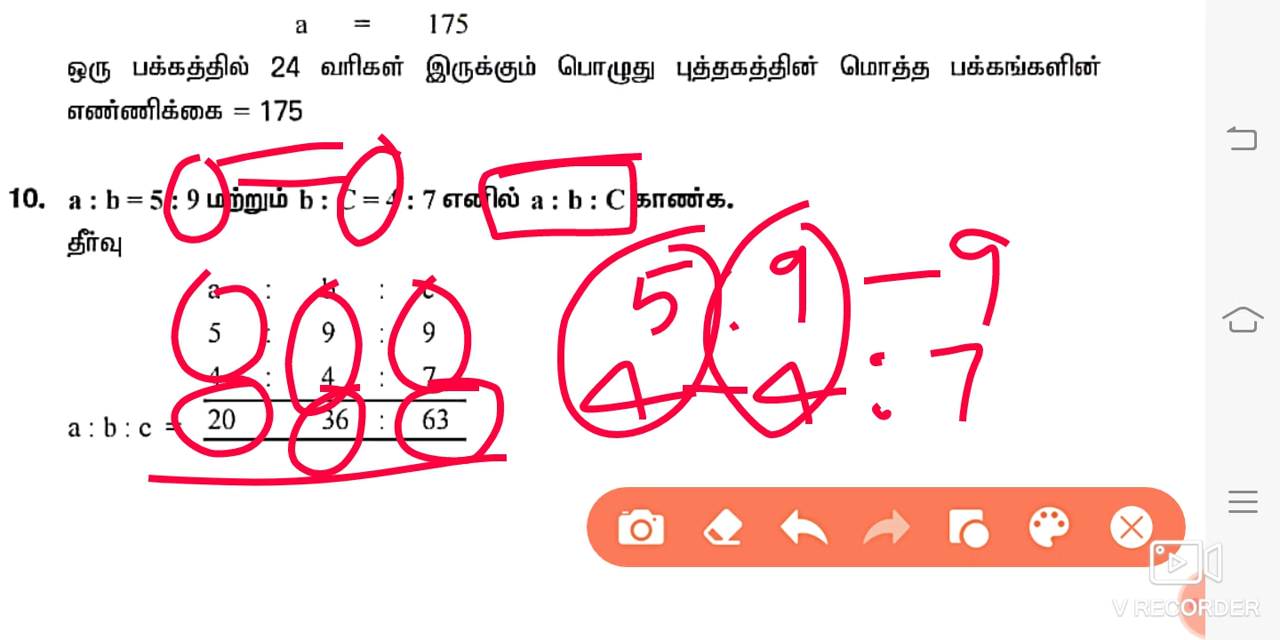 a = 175
ஒரு பக்கத்தில் 24 வரிகள் இருக்கும் பொழுது புத்தகத்தின் மொத்த பக்கங்களின்
எண்ணிக்கை = 175
10. a : b = 5 : 9 மற்றும் b : C = 4 : 7 எனில் a : b : C காண்க.
தீர்வு
a : b : c
5 : 9 : 9
4 : 4 : 7
a : b : c = 20 36 : 63
5 : 9 — 9
4 — 4 : 7
V RECORDER